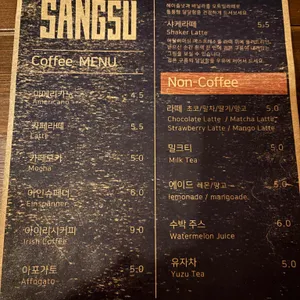 SANGSU
Coffee MENU
아메리카노 4.5
Americano
카페라떼 5.5
Latte
카페모카 5.0
Mogha
아인슈페너 6.0
Einspanner
아이리시커피 9.0
Irish Coffee
아포가토 5.0
Affogato
샤케라떼 5.5
Shaker Latte
Non-Coffee
라떼 초코/말차/딸기/망고 5.0
Chocolate Latte / Matcha Latte
Strawberry Latte / Mango Latte
밀크티 5.0
Milk Tea
에이드 레몬/망고 5.0
lemonade / mangoade
수박 주스 6.0
Watermelon Juice
유자차 5.0
Yuzu Tea